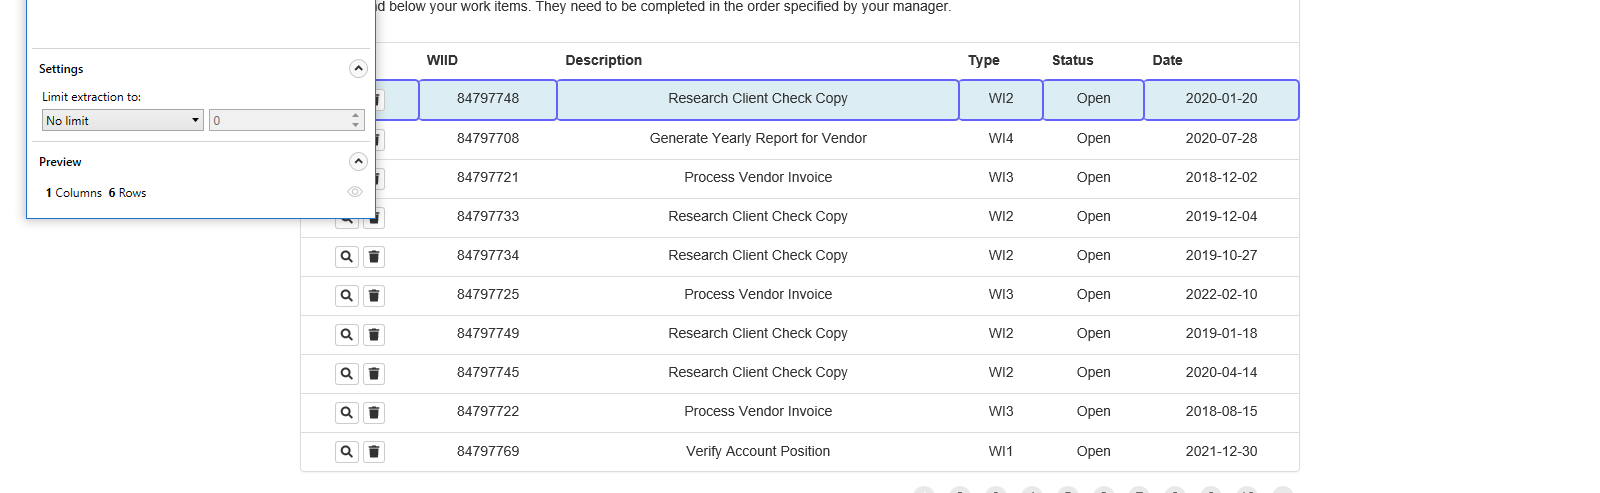 below your work items. They need to be completed in the order specified by your manager.
Settings
Limit extraction to:
No limit 0
Preview
1 Columns 6 Rows
WIID Description Type Status Date
84797748 Research Client Check Copy WI2 Open 2020-01-20
84797708 Generate Yearly Report for Vendor WI4 Open 2020-07-28
84797721 Process Vendor Invoice WI3 Open 2018-12-02
84797733 Research Client Check Copy WI2 Open 2019-12-04
84797734 Research Client Check Copy WI2 Open 2019-10-27
84797725 Process Vendor Invoice WI3 Open 2022-02-10
84797749 Research Client Check Copy WI2 Open 2019-01-18
84797745 Research Client Check Copy WI2 Open 2020-04-14
84797722 Process Vendor Invoice WI3 Open 2018-08-15
84797769 Verify Account Position WI1 Open 2021-12-30